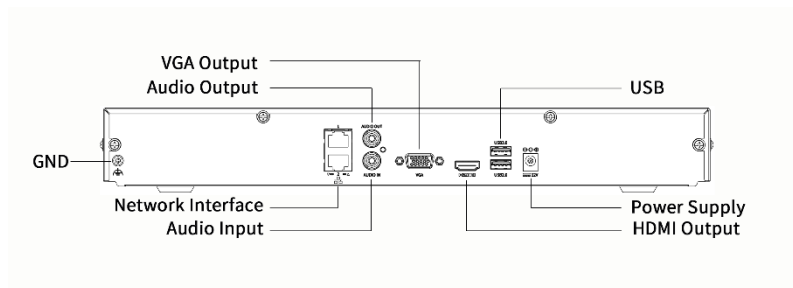 VGA Output
Audio Output
USB
AUDIO OUT
GND
AUDIO IN
VGA
Network Interface
Audio Input
Power Supply
HDMI Output